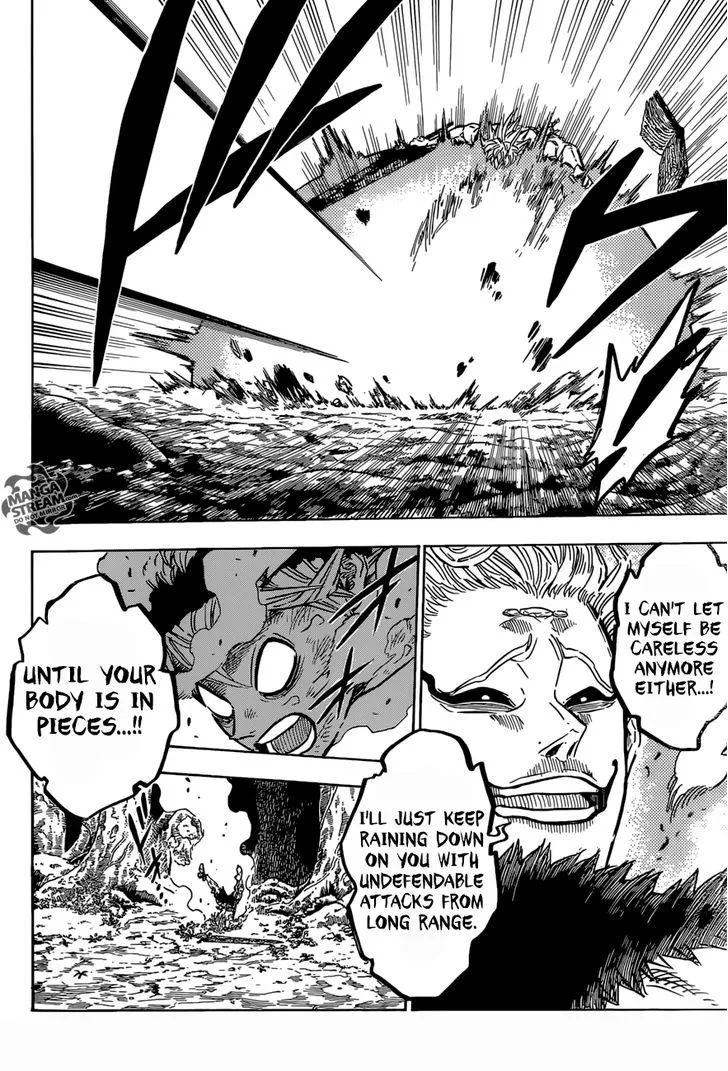 I CAN'T LET
MYSELF BE
CARELESS
ANYMORE
EITHER...!
I'LL JUST KEEP
RAINING DOWN
ON YOU WITH
UNDEFENDABLE
ATTACKS FROM
LONG RANGE.
UNTIL YOUR
BODY IS IN
PIECES...!!
MANGA
STREAM.com
DO NOT MIRROR